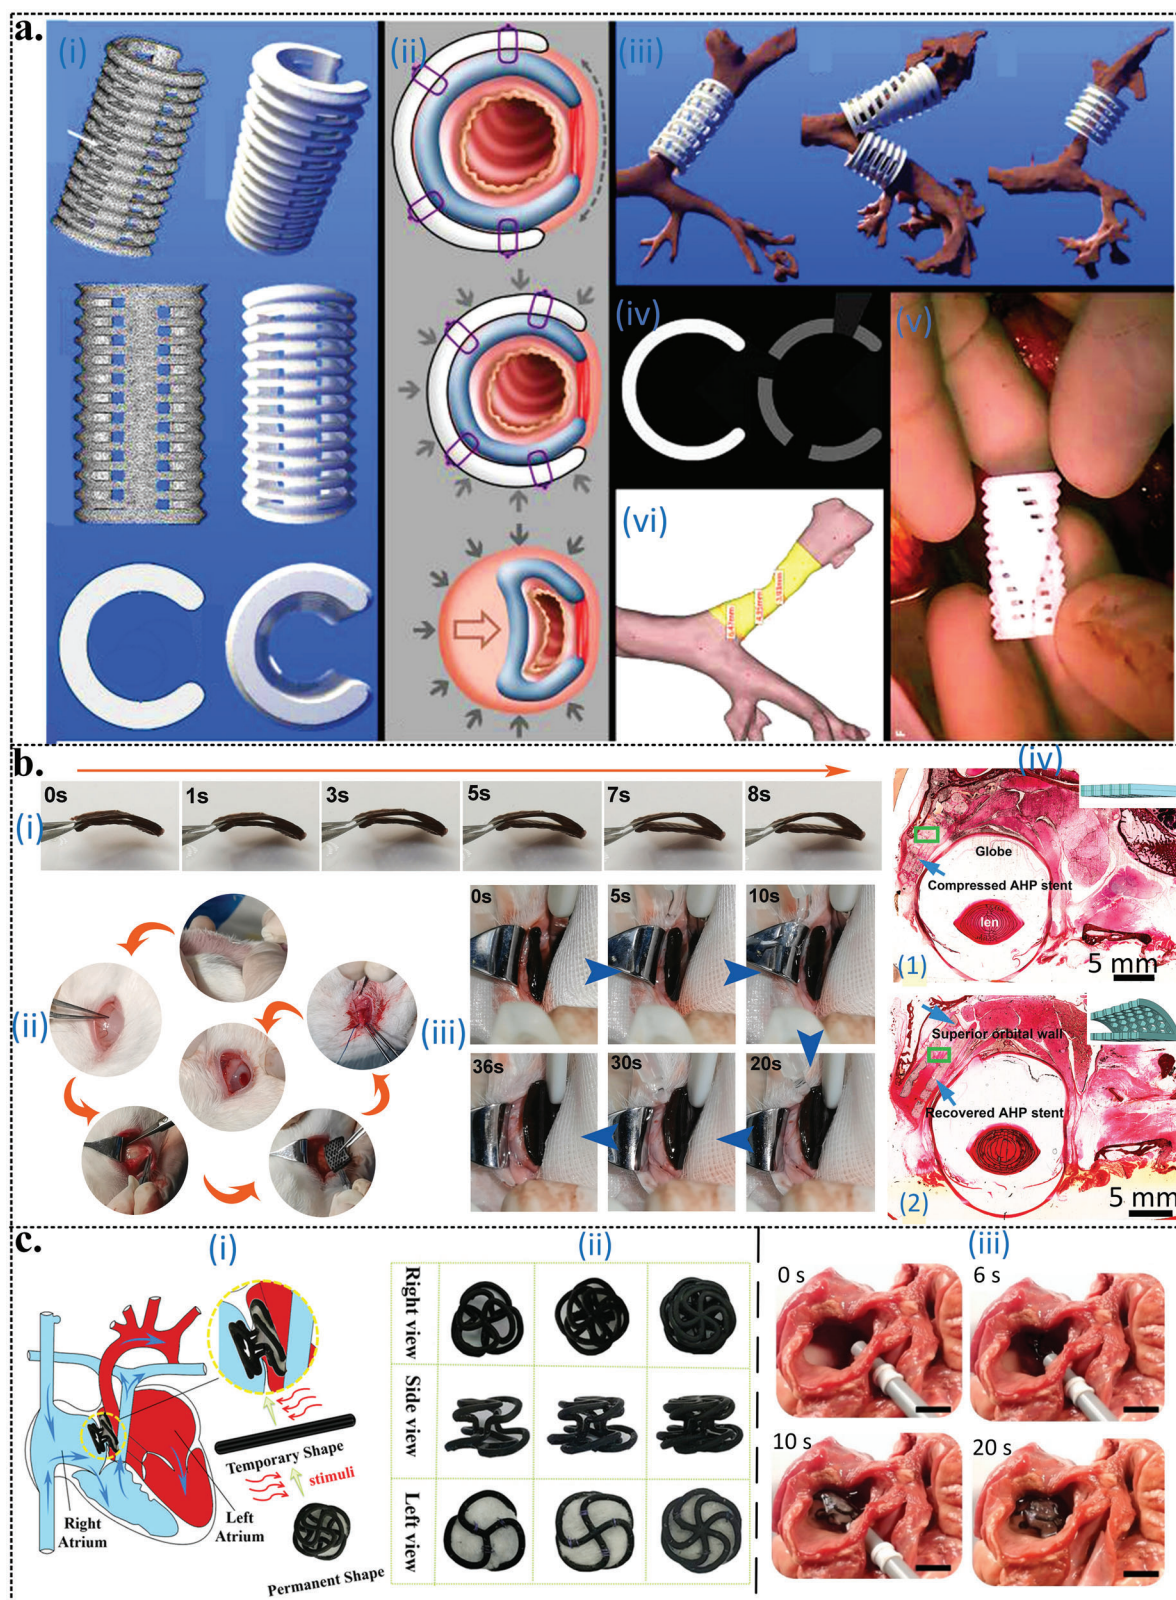 a.
(i)
(ii)
(iii)
(iv)
(v)
(vi)
F
b.
(i)
0s
1s
3s
5s
7s
8s
(ii)
(iii)
0s
5s
10s
36s
30s
20s
(iv)
Globe
Compressed AHP stent
len
(1)
5 mm
Superior orbital wall
Recovered AHP stent
(2)
5 mm
c.
(i)
Temporary Shape
stimuli
Right
Atrium
Left
Atrium
Permanent Shape
(ii)
Right view
Side view
Left view
(iii)
0 s
6 s
10 s
20 s